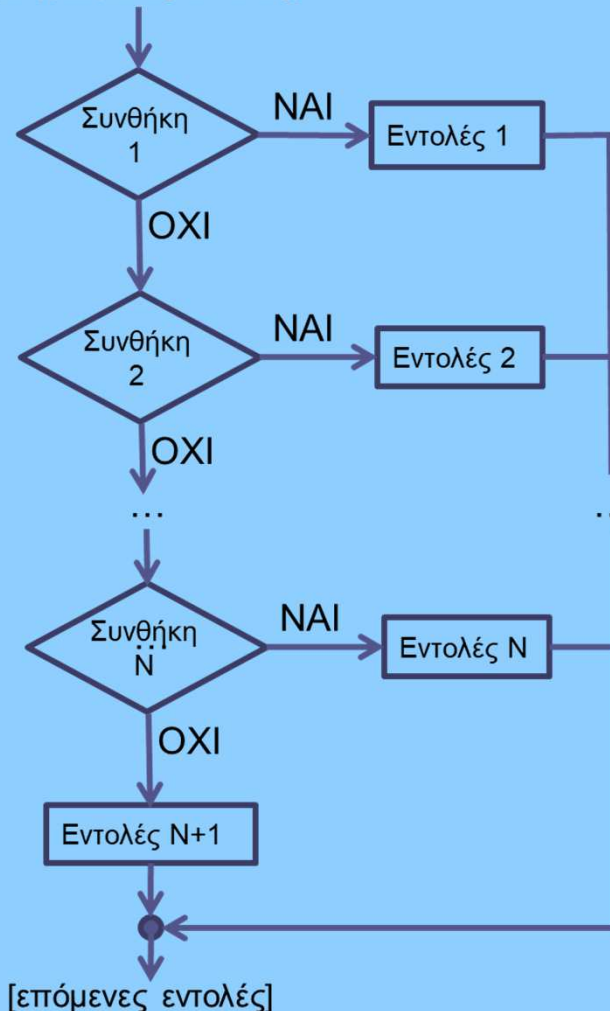 Συνθήκη
1
ΝΑΙ
Εντολές 1
ΟΧΙ
Συνθήκη
2
ΝΑΙ
Εντολές 2
ΟΧΙ
...
...
Συνθήκη
...
Ν
ΝΑΙ
Εντολές Ν
ΟΧΙ
Εντολές Ν+1
[επόμενες εντολές]